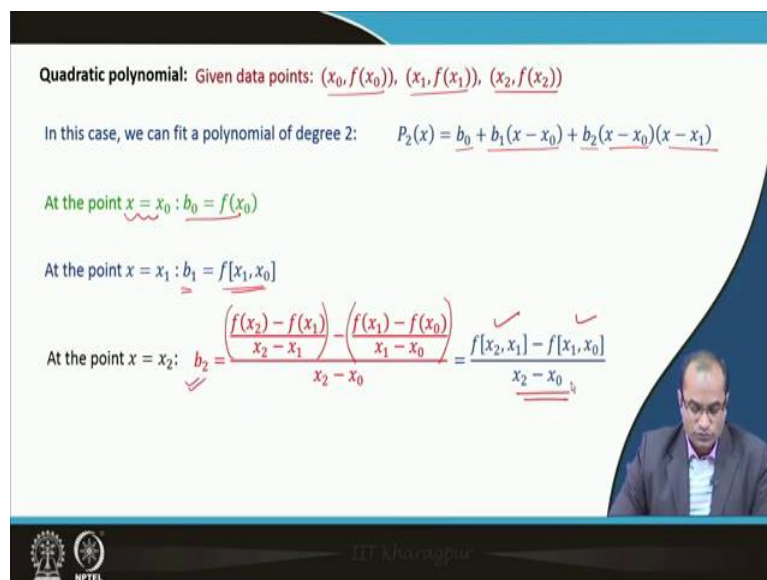 Quadratic polynomial: Given data points: (x₀, f(x₀)), (x₁, f(x₁)), (x₂, f(x₂))
In this case, we can fit a polynomial of degree 2: P₂(x) = b₀ + b₁(x − x₀) + b₂(x − x₀)(x − x₁)
At the point x = x₀ : b₀ = f(x₀)
At the point x = x₁ : b₁ = f[x₁, x₀]
At the point x = x₂: b₂ = ((f(x₂) − f(x₁))/(x₂ − x₁)) − ((f(x₁) − f(x₀))/(x₁ − x₀)) / (x₂ − x₀) = (f[x₂, x₁] − f[x₁, x₀]) / (x₂ − x₀)
IIT Kharagpur
NPTEL